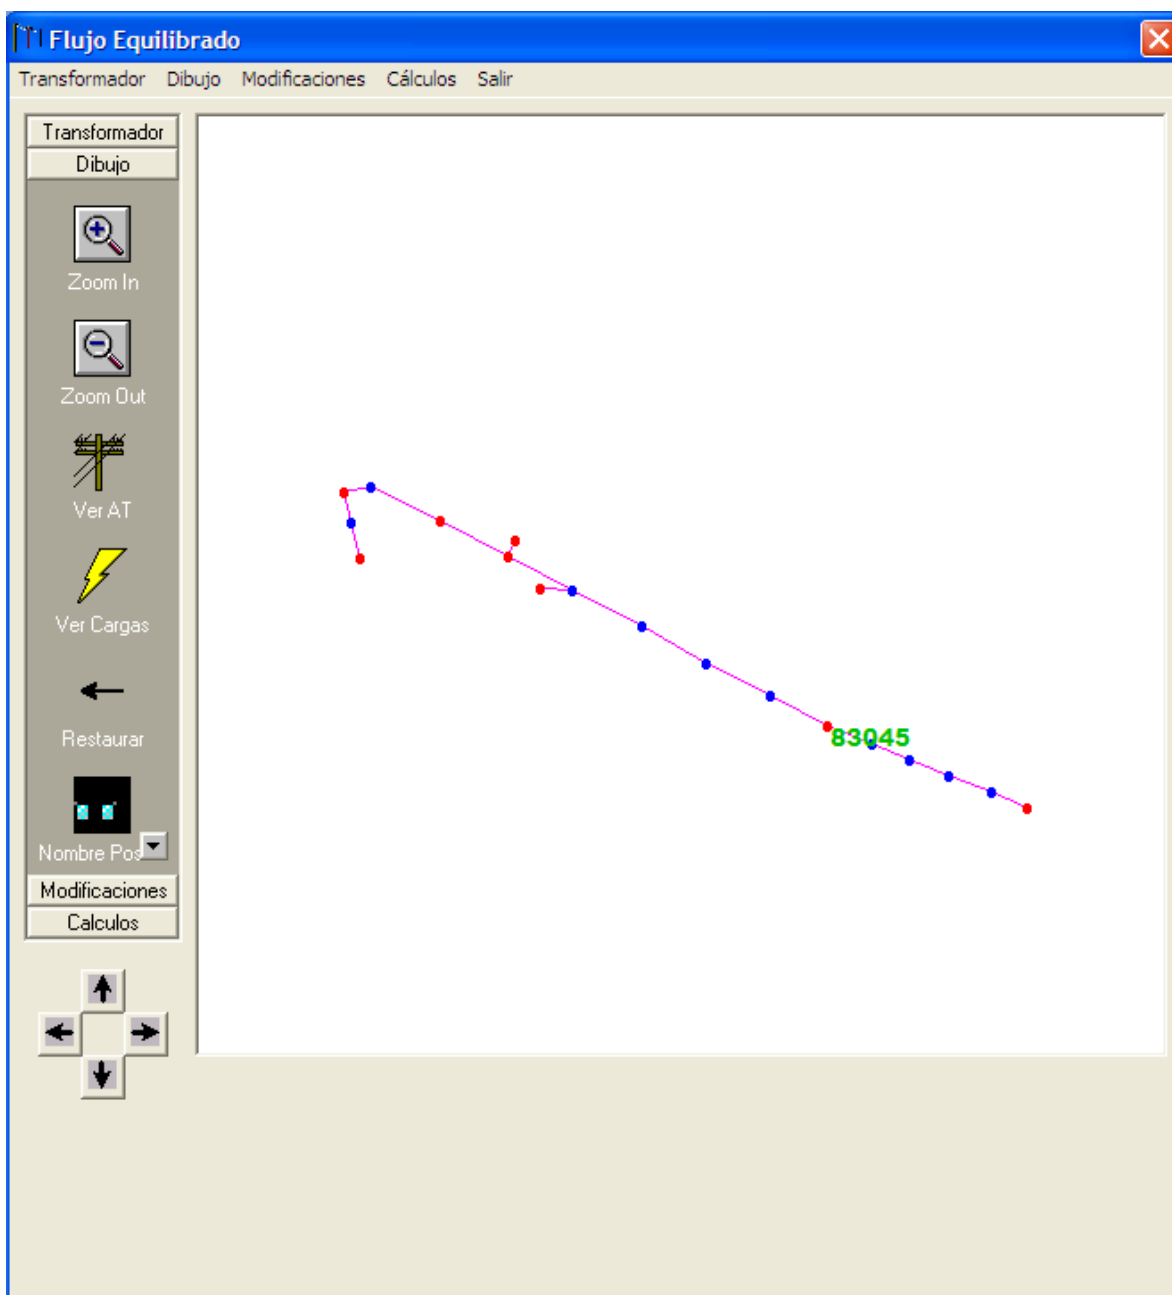 Flujo Equilibrado
Transformador Dibujo Modificaciones Cálculos Salir
Transformador
Dibujo
Zoom In
Zoom Out
Ver AT
Ver Cargas
Restaurar
Nombre Pos
Modificaciones
Calculos
83045